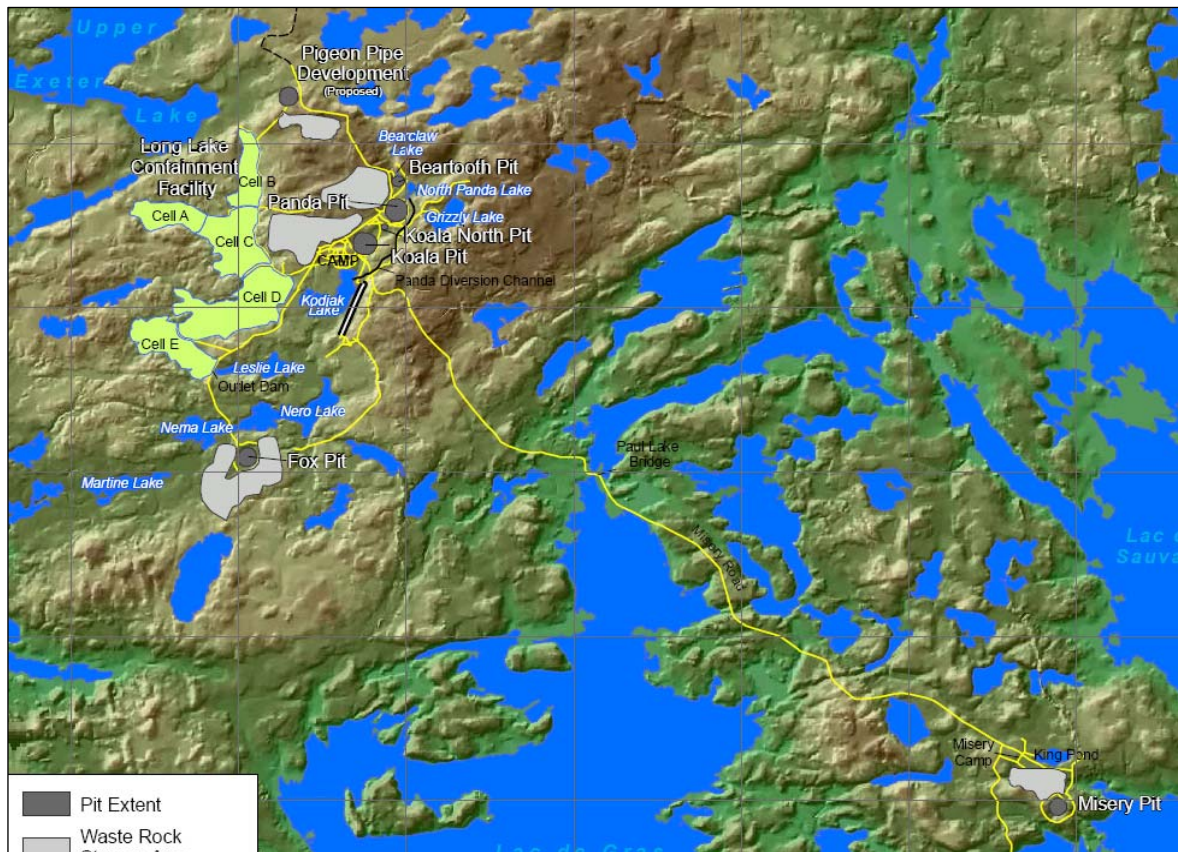 Upper
Exeter
Lake
Pigeon Pipe
Development
(Proposed)
Long Lake
Containment
Facility
Bearclaw
Lake
Beartooth Pit
Cell B
North Panda Lake
Panda Pit
Cell A
Grizzly Lake
Cell C
Koala North Pit
Koala Pit
CAMP
Panda Diversion Channel
Cell D
Kodiak
Lake
Cell E
Leslie Lake
Outlet Dam
Nero Lake
Nema Lake
Fox Pit
Martine Lake
Paul Lake
Bridge
Misery Road
Lac
Sauva
Misery
Camp
King Pond
Misery Pit
Pit Extent
Waste Rock
Lac de Gras